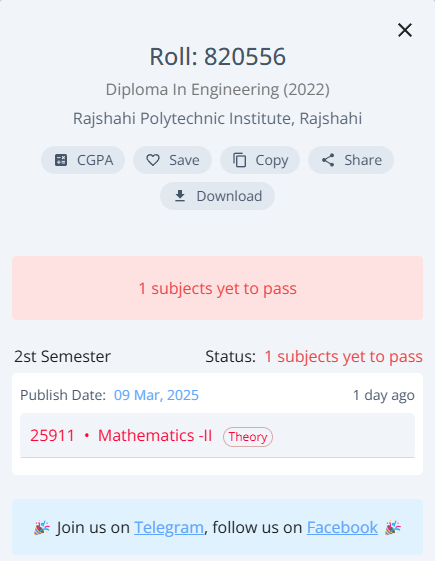 Roll: 820556
Diploma In Engineering (2022)
Rajshahi Polytechnic Institute, Rajshahi
CGPA Save Copy Share
Download
1 subjects yet to pass
2st Semester Status: 1 subjects yet to pass
Publish Date: 09 Mar, 2025 1 day ago
25911 • Mathematics -II Theory
🎉 Join us on Telegram, follow us on Facebook 🎉